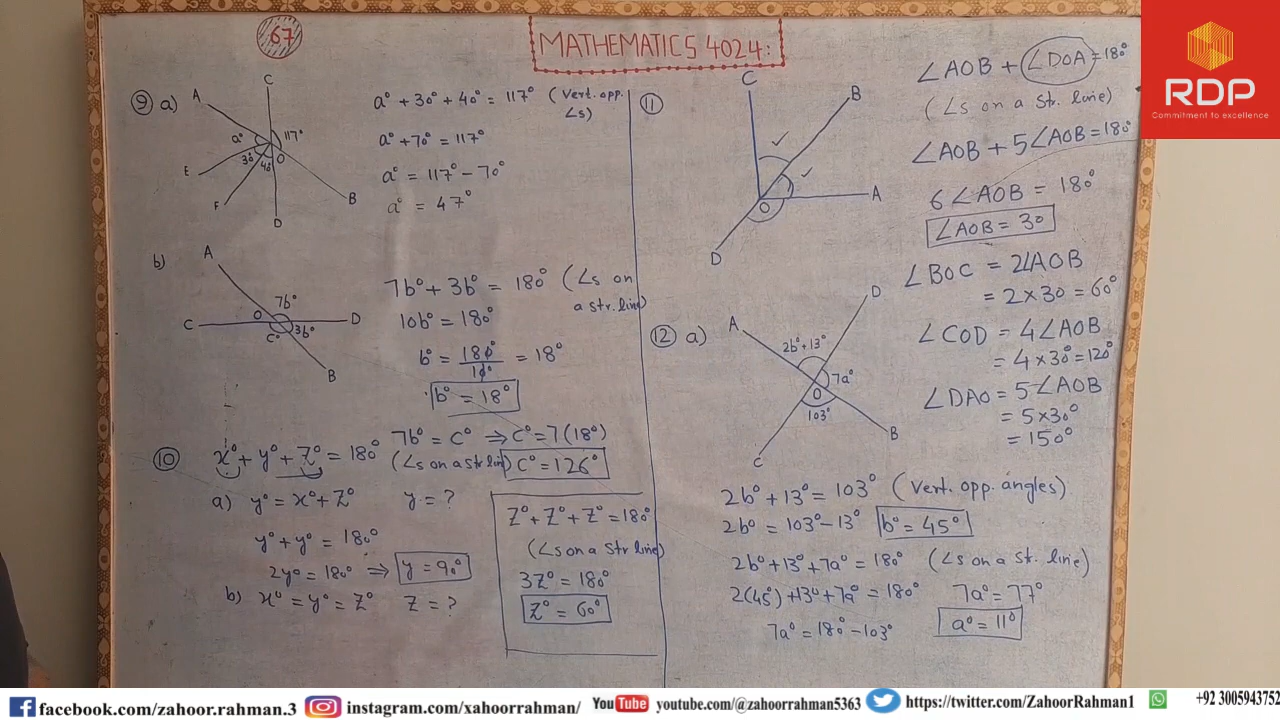 67
MATHEMATICS 4024:
RDP
Commitment to excellence
9 a)
C
A
a°
117°
E
30
40
O
F
B
D
a° + 30° + 40° = 117° (Vert. opp. ∠s)
a° + 70° = 117°
a° = 117° - 70°
a° = 47°
b)
A
7b°
C
O
D
3b°
C°
B
7b° + 3b° = 180° (∠s on a str. line)
10b° = 180°
b° = 180°/10° = 18°
b° = 18°
7b° = C° ⇒ C° = 7(18°)
C° = 126°
10 x° + y° + z° = 180° (∠s on a str line)
a) y° = x° + z° y = ?
y° + y° = 180°
2y° = 180° ⇒ y = 90°
b) x° = y° = z° z = ?
z° + z° + z° = 180°
(∠s on a str line)
3z° = 180°
z° = 60°
11
C
B
A
O
D
∠AOB + ∠DOA = 180°
(∠s on a str. line)
∠AOB + 5∠AOB = 180°
6∠AOB = 180°
∠AOB = 30
∠BOC = 2∠AOB
= 2×30 = 60°
∠COD = 4∠AOB
= 4×30° = 120°
∠DAO = 5∠AOB
= 5×30°
= 150°
12 a)
A
D
2b°+13°
7a°
O
103°
B
C
2b° + 13° = 103° (Vert. opp. angles)
2b° = 103° - 13° b° = 45°
2b° + 13° + 7a° = 180° (∠s on a str. line)
2(45°) + 13° + 7a° = 180° 7a° = 77°
7a° = 180° - 103° a° = 11°
facebook.com/zahoor.rahman.3
instagram.com/xahoorrahman/
YouTube youtube.com/@zahoorrahman5363
https://twitter.com/ZahoorRahman1
+92 3005943752